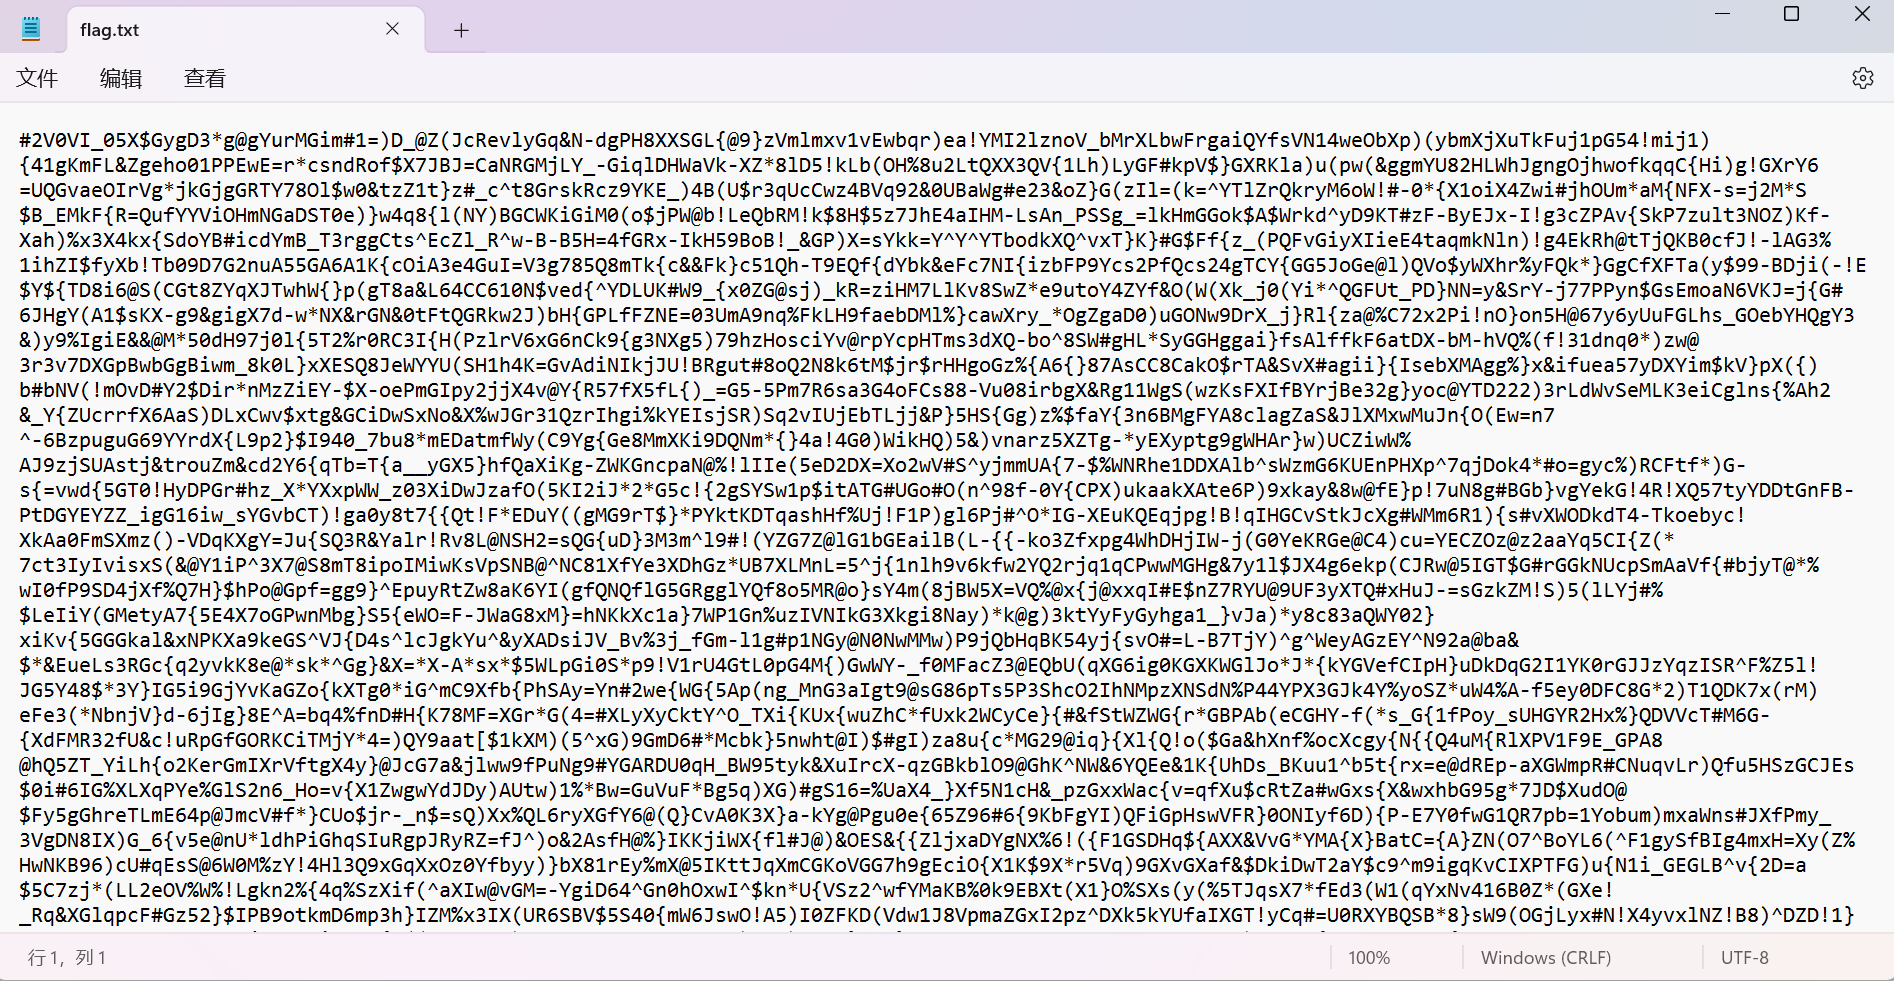 flag.txt
文件 编辑 查看
#2V0VI_05X$GygD3*g@gYurMGim#1=)D_@Z(JcRevlyGq&N-dgPH8XXSGL{@9}zVmlmxv1vEwbqr)ea!YMI2lznoV_bMrXLbwFrgaiQYfsVN14weObXp)(ybmXjXuTkFuj1pG54!mij1)
{41gKmFL&Zgeho01PPEwE=r*csndRof$X7JBJ=CaNRGMjLY_-GiqlDHWaVk-XZ*8lD5!kLb(OH%8u2LtQXX3QV{1Lh)LyGF#kpV$}GXRKla)u(pw(&ggmYU82HLWhJgngOjhwofkqqC{Hi)g!GXrY6
=UQGvaeOIrVg*jkGjgGRTY78Ol$w0&tzZ1t}z#_c^t8GrskRcz9YKE_)4B(U$r3qUcCwz4BVq92&0UBaWg#e23&oZ}G(zIl=(k=^YTlZrQkryM6oW!#-0*{X1oiX4Zwi#jhOUm*aM{NFX-s=j2M*S
$B_EMkF{R=QufYYViOHmNGaDST0e)}w4q8{l(NY)BGCWKiGiM0(o$jPW@b!LeQbRM!k$8H$5z7JhE4aIHM-LsAn_PSSg_=lkHmGGok$A$Wrkd^yD9KT#zF-ByEJx-I!g3cZPAv{SkP7zult3NOZ)Kf-
Xah)%x3X4kx{SdoYB#icdYmB_T3rggCts^EcZl_R^w-B-B5H=4fGRx-IkH59BoB!_&GP)X=sYkk=Y^Y^YTbodkXQ^vxT}K}#G$Ff{z_(PQFvGiyXIieE4taqmkNln)!g4EkRh@tTjQKB0cfJ!-lAG3%
1ihZI$fyXb!Tb09D7G2nuA55GA6A1K{cOiA3e4GuI=V3g785Q8mTk{c&&Fk}c51Qh-T9EQf{dYbk&eFc7NI{izbFP9Ycs2PfQcs24gTCY{GG5JoGe@l)QVo$yWXhr%yFQk*}GgCfXFTa(y$99-BDji(-!E
$Y${TD8i6@S(CGt8ZYqXJTwhW{}p(gT8a&L64CC610N$ved{^YDLUK#W9_{x0ZG@sj)_kR=ziHM7LlKv8SwZ*e9utoY4ZYf&O(W(Xk_j0(Yi*^QGFUt_PD}NN=y&SrY-j77PPyn$GsEmoaN6VKJ=j{G#
6JHgY(A1$sKX-g9&gigX7d-w*NX&rGN&0tFtQGRkw2J)bH{GPLfFZNE=03UmA9nq%FkLH9faebDMl%}cawXry_*OgZgaD0)uGONw9DrX_j}Rl{za@%C72x2Pi!nO}on5H@67y6yUuFGLhs_GOebYHQgY3
&)y9%IgiE&&@M*50dH97j0l{5T2%r0RC3I{H(PzlrV6xG6nCk9{g3NXg5)79hzHosciYv@rpYcpHTms3dXQ-bo^8SW#gHL*SyGGHggai}fsAlffkF6atDX-bM-hVQ%(f!31dnq0*)zw@
3r3v7DXGpBwbGgBiwm_8k0L}xXESQ8JeWYYU(SH1h4K=GvAdiNIkjJU!BRgut#8oQ2N8k6tM$jr$rHHgoGz%{A6{}87AsCC8CakO$rTA&SvX#agii}{IsebXMAgg%}x&ifuea57yDXYim$kV}pX({)
b#bNV(!mOvD#Y2$Dir*nMzZiEY-$X-oePmGIpy2jjX4v@Y{R57fX5fL{)_=G5-5Pm7R6sa3G4oFCs88-Vu08irbgX&Rg11WgS(wzKsFXIfBYrjBe32g}yoc@YTD222)3rLdWvSeMLK3eiCglns{%Ah2
&_Y{ZUcrrfX6AaS)DLxCwv$xtg&GCiDwSxNo&X%wJGr31QzrIhgi%kYEIsjSR)Sq2vIUjEbTLjj&P}5HS{Gg)z%$faY{3n6BMgFYA8clagZaS&JlXMxwMuJn{O(Ew=n7
^-6BzpuguG69YYrdX{L9p2}$I940_7bu8*mEDatmfWy(C9Yg{Ge8MmXKi9DQNm*{}4a!4G0)WikHQ)5&)vnarz5XZTg-*yEXyptg9gWHAr}w)UCZiwW%
AJ9zjSUAstj&trouZm&cd2Y6{qTb=T{a__yGX5}hfQaXiKg-ZWKGncpaN@%!lIIe(5eD2DX=Xo2wV#S^yjmmUA{7-$%WNRhe1DDXAlb^sWzmG6KUEnPHXp^7qjDok4*#o=gyc%)RCFtf*)G-
s{=vwd{5GT0!HyDPGr#hz_X*YXxpWW_z03XiDwJzafO(5KI2iJ*2*G5c!{2gSYSw1p$itATG#UGo#O(n^98f-0Y{CPX)ukaakXAte6P)9xkay&8w@fE}p!7uN8g#BGb}vgYekG!4R!XQ57tyYDDtGnFB-
PtDGYEYZZ_igG16iw_sYGvbCT)!ga0y8t7{{Qt!F*EDuY((gMG9rT$}*PYktKDTqashHf%Uj!F1P)gl6Pj#^O*IG-XEuKQEqjpg!B!qIHGCvStkJcXg#WMm6R1){s#vXWODkdT4-Tkoebyc!
XkAa0FmSXmz()-VDqKXgY=Ju{SQ3R&Yalr!Rv8L@NSH2=sQG{uD}3M3m^l9#!(YZG7Z@lG1bGEailB(L-{{-ko3Zfxpg4WhDHjIW-j(G0YeKRGe@C4)cu=YECZOz@z2aaYq5CI{Z(*
7ct3IyIvisxS(&@Y1iP^3X7@S8mT8ipoIMiwKsVpSNB@^NC81XfYe3XDhGz*UB7XLMnL=5^j{1nlh9v6kfw2YQ2rjq1qCPwwMGHg&7y1l$JX4g6ekp(CJRw@5IGT$G#rGGkNUcpSmAaVf{#bjyT@*%
wI0fP9SD4jXf%Q7H}$hPo@Gpf=gg9}^EpuyRtZw8aK6YI(gfQNQflG5GRgglYQf8o5MR@o}sY4m(8jBW5X=VQ%@x{j@xxqI#E$nZ7RYU@9UF3yXTQ#xHuJ-=sGzkZM!S)5(lLYj#%
$LeIiY(GMetyA7{5E4X7oGPwnMbg}S5{eWO=F-JWaG8xM}=hNKkXc1a}7WP1Gn%uzIVNIkG3Xkgi8Nay)*k@g)3ktYyFyGyhga1_}vJa)*y8c83aQWY02}
xiKv{5GGGkal&xNPKXa9keGS^VJ{D4s^lcJgkYu^&yXADsiJV_Bv%3j_fGm-l1g#p1NGy@N0NwMMw)P9jQbHqBK54yj{svO#=L-B7TjY)^g^WeyAGzEY^N92a@ba&
$*&EueLs3RGc{q2yvkK8e@*sk*^Gg}&X=*X-A*sx*$5WLpGi0S*p9!V1rU4GtL0pG4M{)GwWY-_f0MFacZ3@EQbU(qXG6ig0KGXKWGlJo*J*{kYGVefCIpH}uDkDqG2I1YK0rGJJzYqzISR^F%Z5l!
JG5Y48$*3Y}IG5i9GjYvKaGZo{kXTg0*iG^mC9Xfb{PhSAy=Yn#2we{WG{5Ap(ng_MnG3aIgt9@sG86pTs5P3ShcO2IhNMpzXNSdN%P44YPX3GJk4Y%yoSZ*uW4%A-f5ey0DFC8G*2)T1QDK7x(rM)
eFe3(*NbnjV}d-6jIg}8E^A=bq4%fnD#H{K78MF=XGr*G(4=#XLyXyCktY^O_TXi{KUx{wuZhC*fUxk2WCyCe}{#&fStWZWG{r*GBPAb(eCGHY-f(*s_G{1fPoy_sUHGYR2Hx%}QDVVcT#M6G-
{XdFMR32fU&c!uRpGfGORKCiTMjY*4=)QY9aat[$1kXM)(5^xG)9GmD6#*Mcbk}5nwht@I)$#gI)za8u{c*MG29@iq}{Xl{Q!o($Ga&hXnf%ocXcgy{N{{Q4uM{RlXPV1F9E_GPA8
@hQ5ZT_YiLh{o2KerGmIXrVftgX4y}@JcG7a&jlww9fPuNg9#YGARDU0qH_BW95tyk&XuIrcX-qzGBkblO9@GhK^NW&6YQEe&1K{UhDs_BKuu1^b5t{rx=e@dREp-aXGWmpR#CNuqvLr)Qfu5HSzGCJEs
$0i#6IG%XLXqPYe%GlS2n6_Ho=v{X1ZwgwYdJDy)AUtw)1%*Bw=GuVuF*Bg5q)XG)#gS16=%UaX4_}Xf5N1cH&_pzGxxWac{v=qfXu$cRtZa#wGxs{X&wxhbG95g*7JD$XudO@
$Fy5gGhreTLmE64p@JmcV#f*}CUo$jr-_n$=sQ)Xx%QL6ryXGfY6@(Q}CvA0K3X}a-kYg@Pgu0e{65Z96#6{9KbFgYI)QFiGpHswVFR}0ONIyf6D){P-E7Y0fwG1QR7pb=1Yobum)mxaWns#JXfPmy_
3VgDN8IX)G_6{v5e@nU*ldhPiGhqSIuRgpJRyRZ=fJ^)o&2AsfH@%}IKKjiWX{fl#J@)&OES&{{ZljxaDYgNX%6!({F1GSDHq${AXX&VvG*YMA{X}BatC={A}ZN(O7^BoYL6(^F1gySfBIg4mxH=Xy(Z%
HwNKB96)cU#qEsS@6W0M%zY!4Hl3Q9xGqXxOz0Yfbyy)}bX81rEy%mX@5IKttJqXmCGKoVGG7h9gEciO{X1K$9X*r5Vq)9GXvGXaf&$DkiDwT2aY$c9^m9igqKvCIXPTFG)u{N1i_GEGLB^v{2D=a
$5C7zj*(LL2eOV%W%!Lgkn2%{4q%SzXif(^aXIw@vGM=-YgiD64^Gn0hOxwI^$kn*U{VSz2^wfYMaKB%0k9EBXt(X1}O%SXs(y(%5TJqsX7*fEd3(W1(qYxNv416B0Z*(GXe!
_Rq&XGlqpcF#Gz52}$IPB9otkmD6mp3h}IZM%x3IX(UR6SBV$5S40{mW6JswO!A5)I0ZFKD(Vdw1J8VpmaZGxI2pz^DXk5kYUfaIXGT!yCq#=U0RXYBQSB*8}sW9(OGjLyx#N!X4yvxlNZ!B8)^DZD!1}
行 1，列 1 100% Windows (CRLF) UTF-8